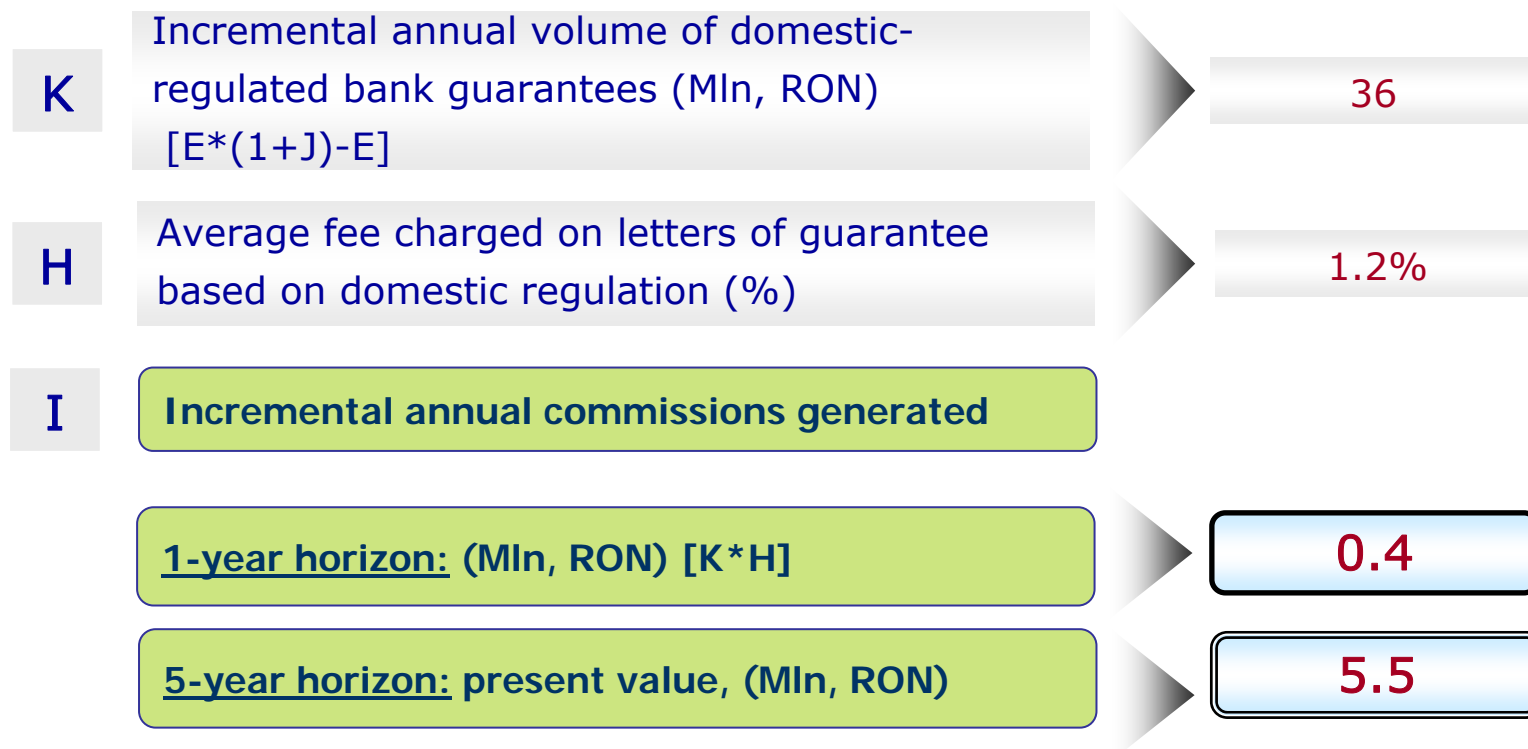 K
Incremental annual volume of domestic-
regulated bank guarantees (Mln, RON)
[E*(1+J)-E]
36
H
Average fee charged on letters of guarantee
based on domestic regulation (%)
1.2%
I
Incremental annual commissions generated
1-year horizon: (Mln, RON) [K*H]
0.4
5-year horizon: present value, (Mln, RON)
5.5